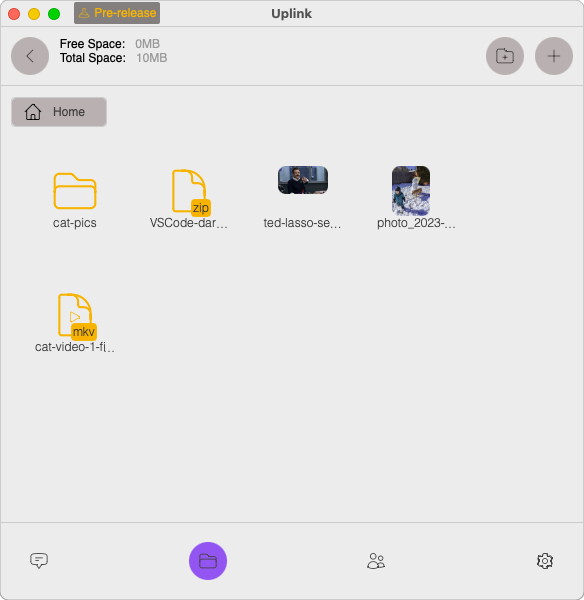 Pre-release
Uplink
Free Space: 0MB
Total Space: 10MB
Home
cat-pics
zip
VSCode-dar...
ted-lasso-se...
photo_2023-...
mkv
cat-video-1-fi...